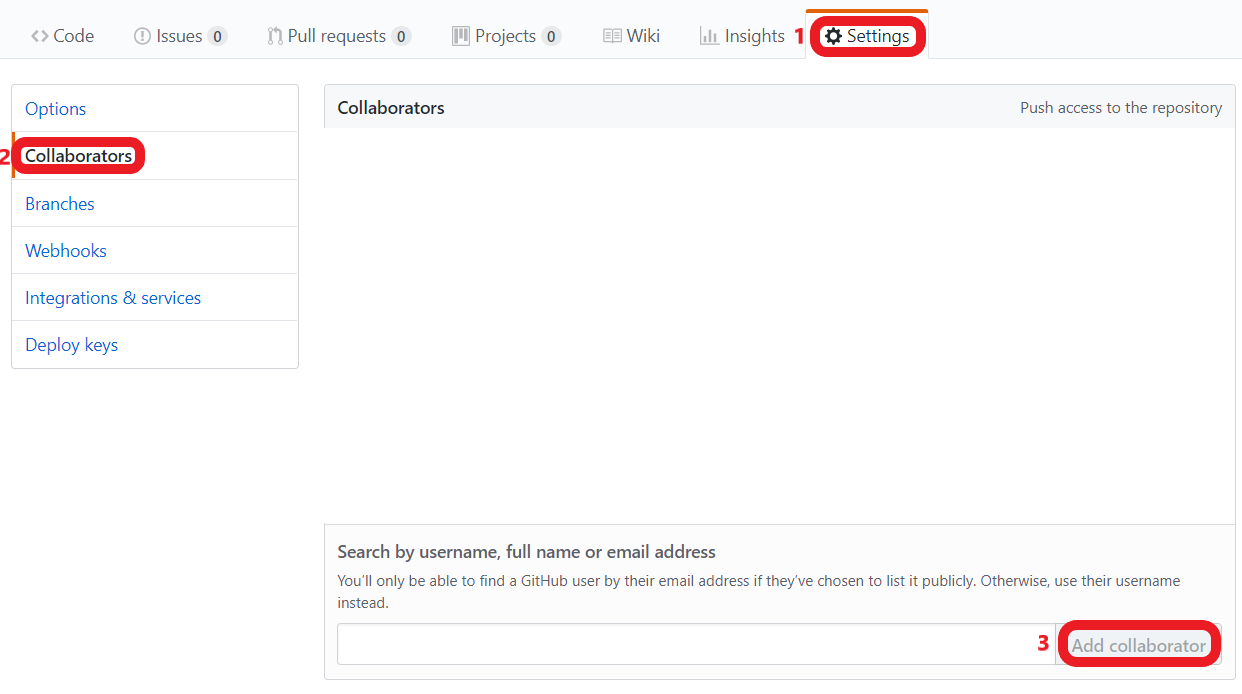 Code Issues 0 Pull requests 0 Projects 0 Wiki Insights 1 Settings
Options
2 Collaborators
Branches
Webhooks
Integrations & services
Deploy keys
Collaborators Push access to the repository
Search by username, full name or email address
You’ll only be able to find a GitHub user by their email address if they’ve chosen to list it publicly. Otherwise, use their username
instead.
3 Add collaborator